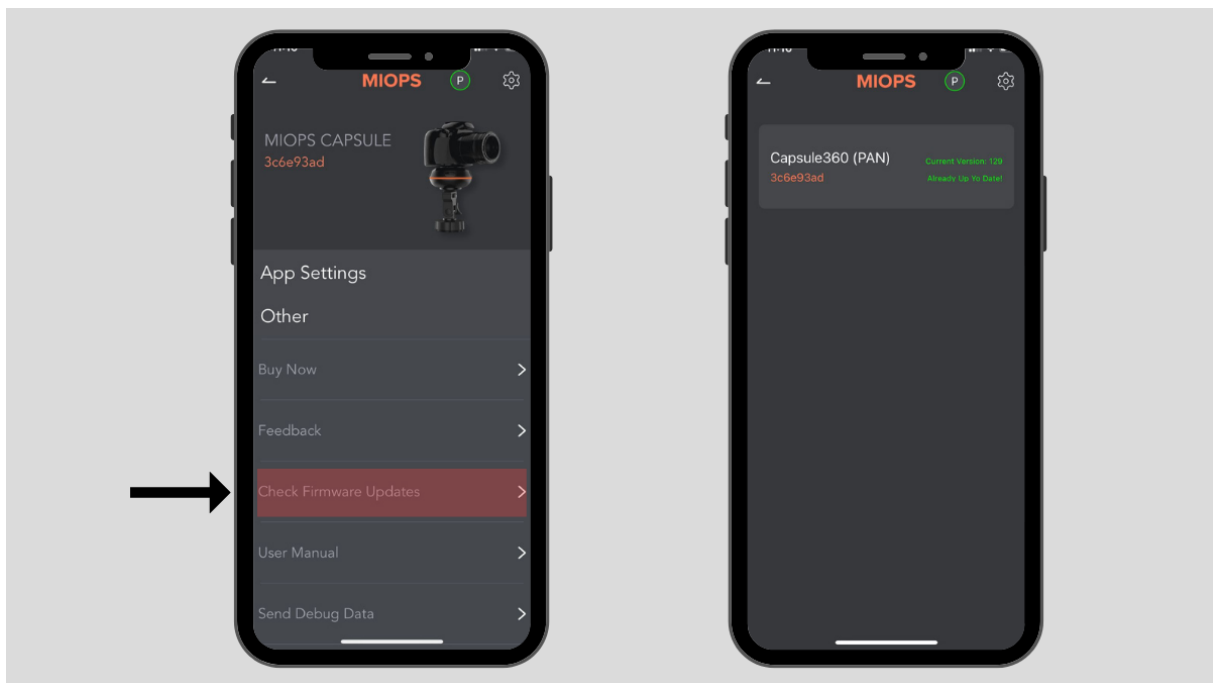 MIOPS
P
MIOPS CAPSULE
3c6e93ad
App Settings
Other
Buy Now
Feedback
Check Firmware Updates
User Manual
Send Debug Data
MIOPS
P
Capsule360 (PAN)
Current Version: 129
3c6e93ad
Already Up Yo Date!